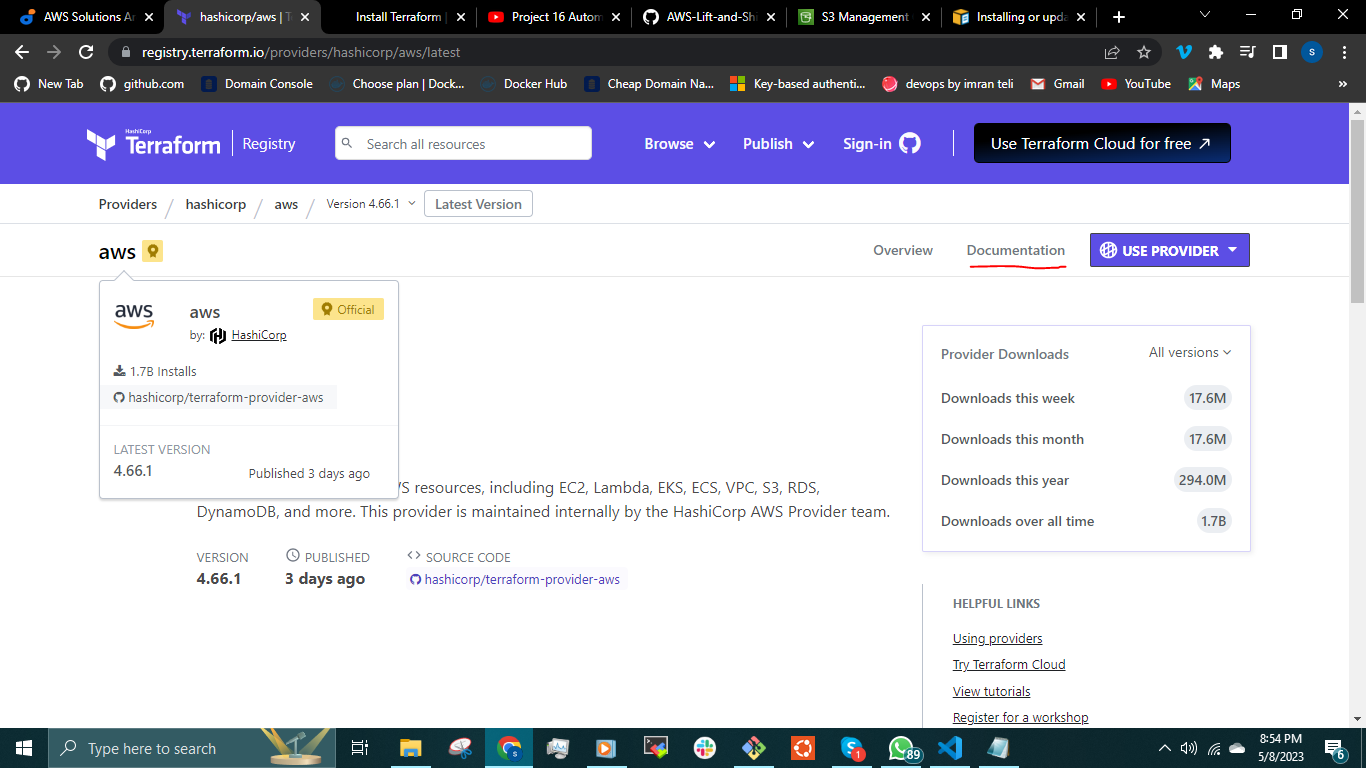 AWS Solutions Ar
hashicorp/aws | T
Install Terraform |
Project 16 Autom
AWS-Lift-and-Shi
S3 Management
Installing or upda
registry.terraform.io/providers/hashicorp/aws/latest
S
New Tab
github.com
Domain Console
Choose plan | Dock...
Docker Hub
Cheap Domain Na...
Key-based authenti...
devops by imran teli
Gmail
YouTube
Maps
»
HashiCorp
Terraform
Registry
Search all resources
Browse
Publish
Sign-in
Use Terraform Cloud for free ↗
Providers / hashicorp / aws / Version 4.66.1
Latest Version
aws
Overview
Documentation
USE PROVIDER
aws
aws
Official
by: HashiCorp
1.7B Installs
hashicorp/terraform-provider-aws
LATEST VERSION
4.66.1
Published 3 days ago
S resources, including EC2, Lambda, EKS, ECS, VPC, S3, RDS,
DynamoDB, and more. This provider is maintained internally by the HashiCorp AWS Provider team.
VERSION
4.66.1
PUBLISHED
3 days ago
SOURCE CODE
hashicorp/terraform-provider-aws
Provider Downloads
All versions
Downloads this week 17.6M
Downloads this month 17.6M
Downloads this year 294.0M
Downloads over all time 1.7B
HELPFUL LINKS
Using providers
Try Terraform Cloud
View tutorials
Register for a workshop
Type here to search
S
1
89
8:54 PM
5/8/2023
6